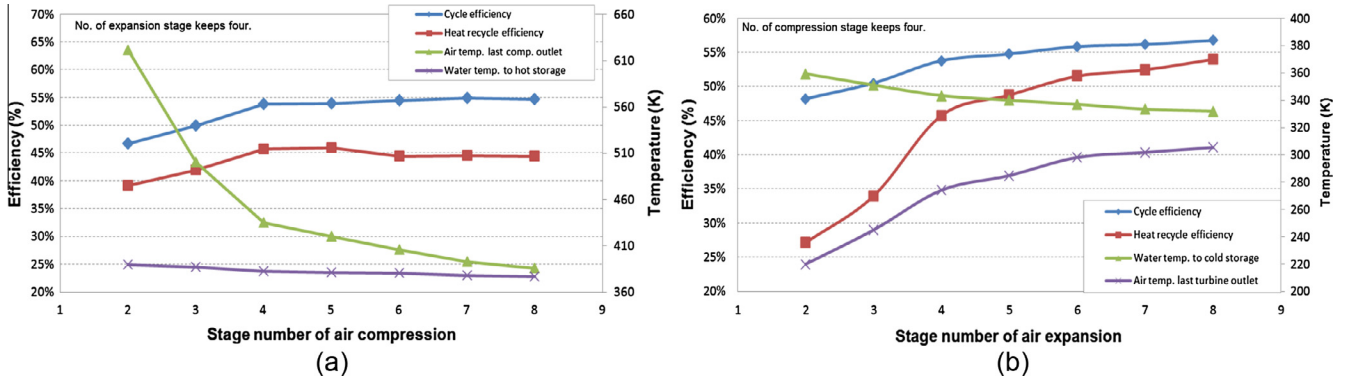 No. of expansion stage keeps four.
Cycle efficiency
Heat recycle efficiency
Air temp. last comp. outlet
Water temp. to hot storage
70%
65%
60%
55%
50%
45%
40%
35%
30%
25%
20%
Efficiency (%)
660
610
560
510
460
410
360
Temperature (K)
1 2 3 4 5 6 7 8 9
Stage number of air compression
(a)
No. of compression stage keeps four.
60%
55%
50%
45%
40%
35%
30%
25%
20%
Efficiency (%)
400
380
360
340
320
300
280
260
240
220
200
Temperature (K)
Cycle efficiency
Heat recycle efficiency
Water temp. to cold storage
Air temp. last turbine outlet
1 2 3 4 5 6 7 8 9
Stage number of air expansion
(b)